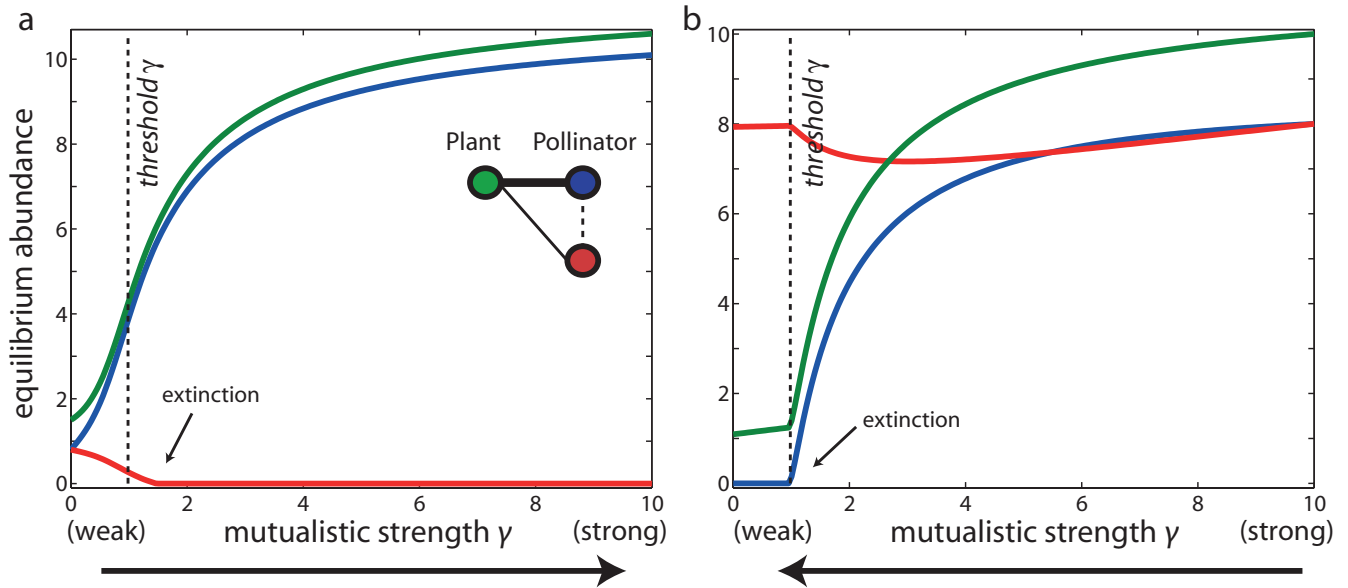 a
equilibrium abundance
10
8
6
4
2
0
threshold γ
Plant
Pollinator
extinction
0
2
4
6
8
10
(weak)
mutualistic strength γ
(strong)
b
10
8
6
4
2
0
threshold γ
extinction
0
2
4
6
8
10
(weak)
mutualistic strength γ
(strong)